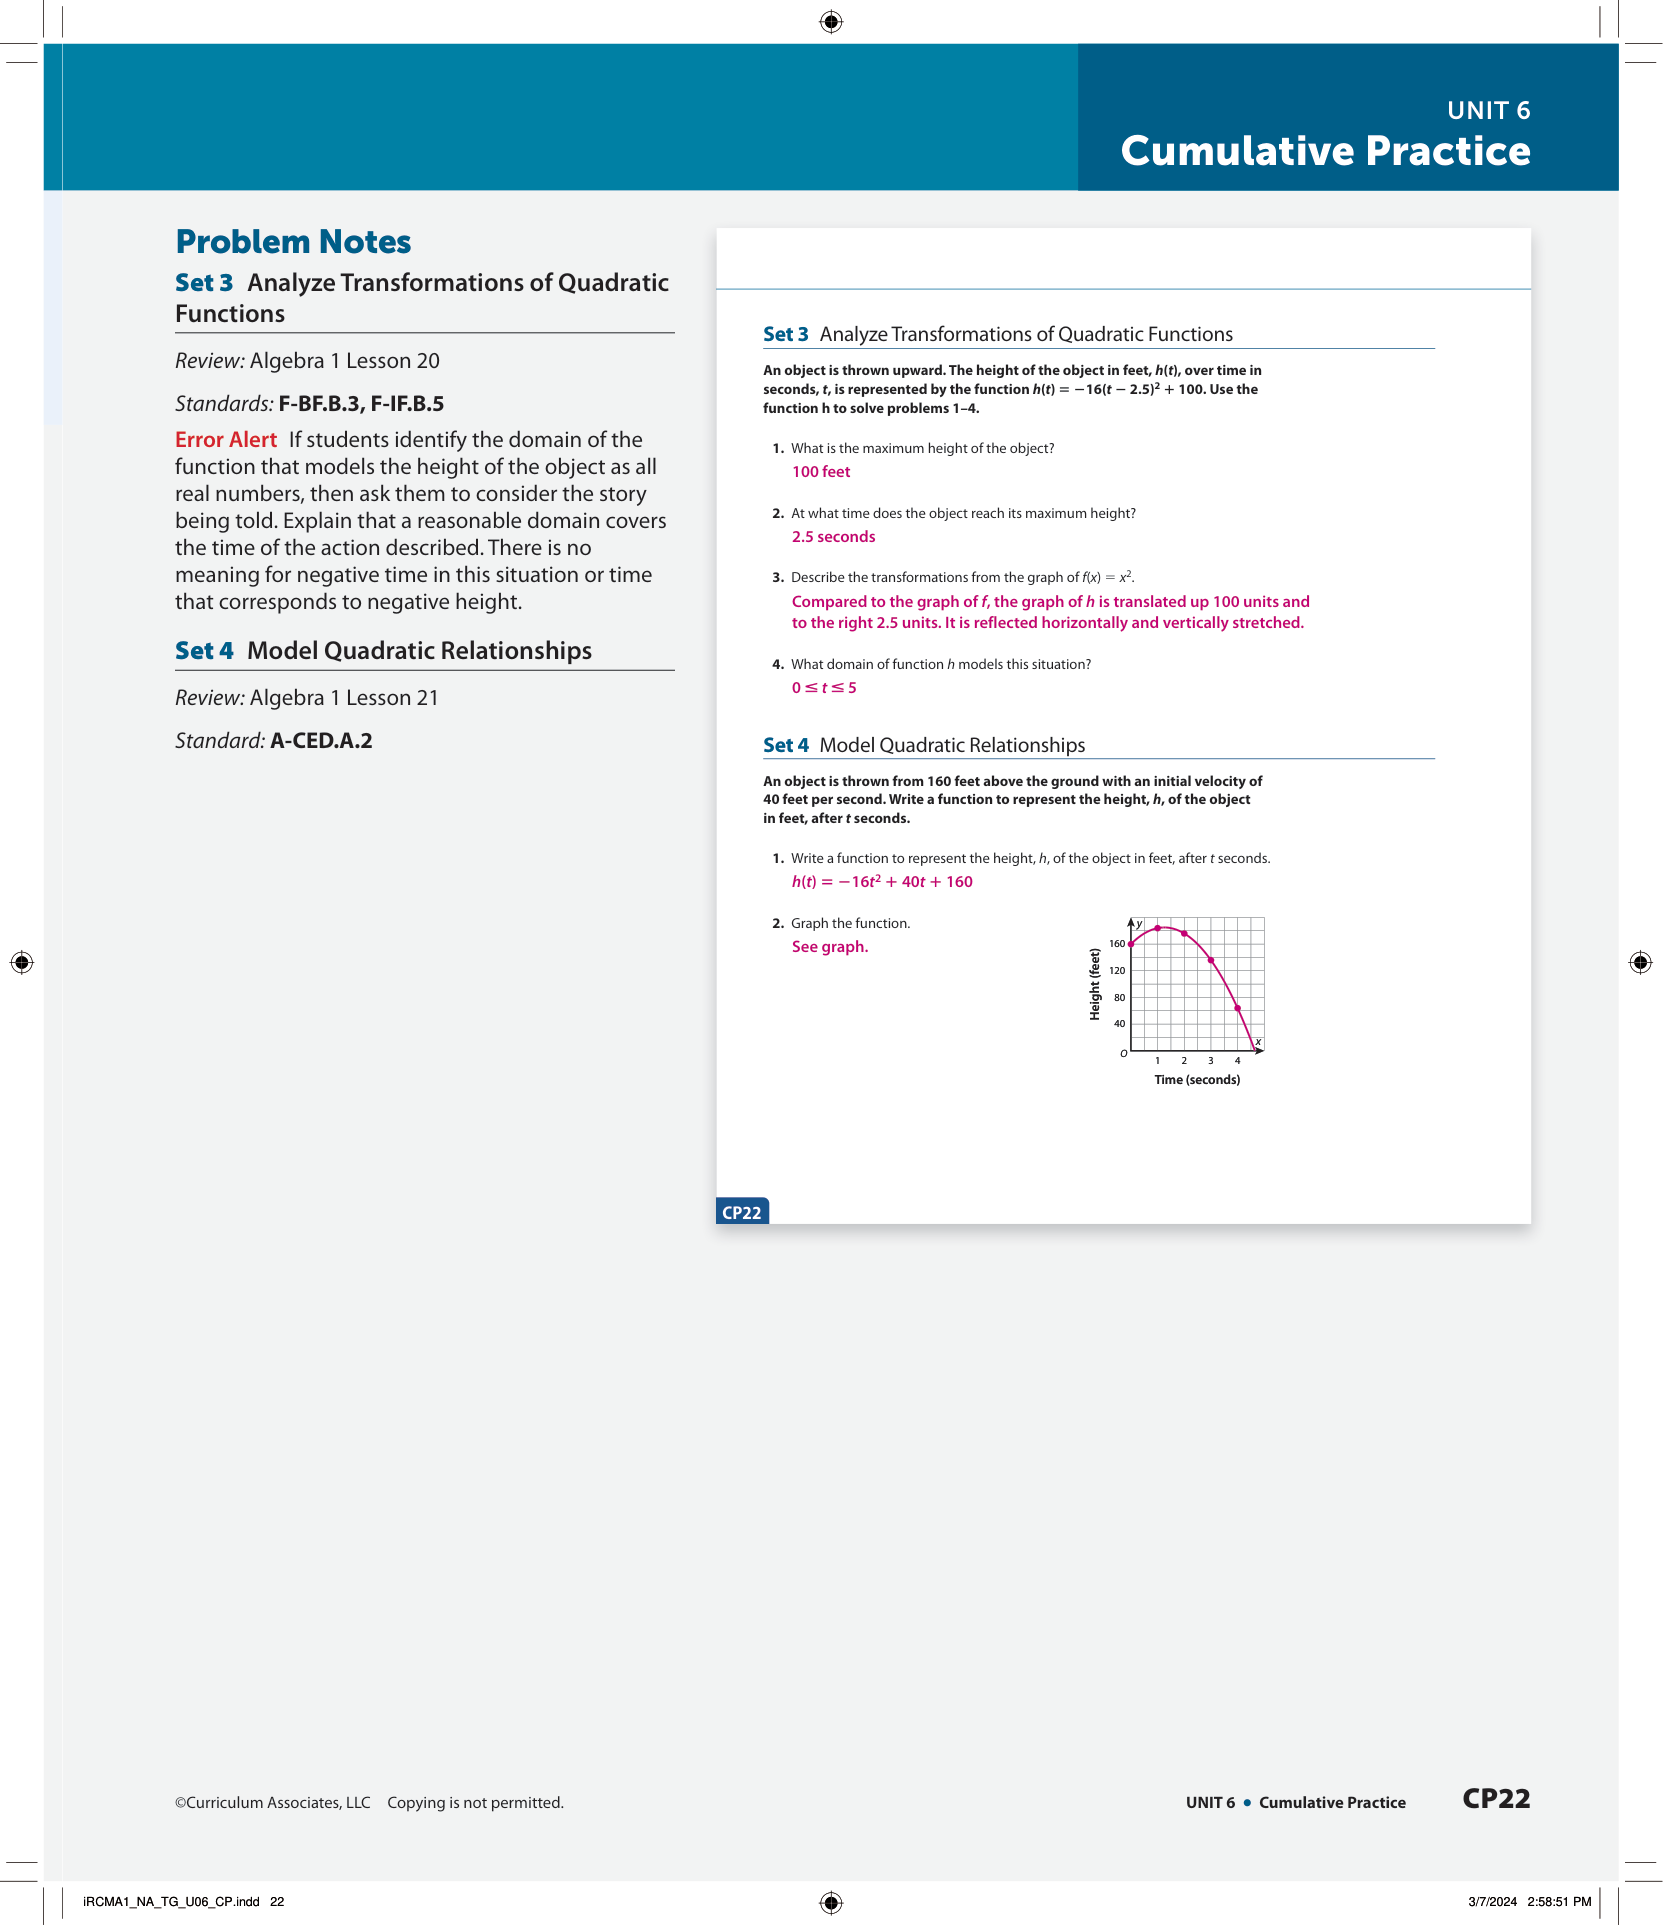 UNIT 6
Cumulative Practice
Problem Notes
Set 3 Analyze Transformations of Quadratic
Functions
Review: Algebra 1 Lesson 20
Standards: F-BF.B.3, F-IF.B.5
Error Alert If students identify the domain of the
function that models the height of the object as all
real numbers, then ask them to consider the story
being told. Explain that a reasonable domain covers
the time of the action described. There is no
meaning for negative time in this situation or time
that corresponds to negative height.
Set 4 Model Quadratic Relationships
Review: Algebra 1 Lesson 21
Standard: A-CED.A.2
Set 3 Analyze Transformations of Quadratic Functions
An object is thrown upward. The height of the object in feet, h(t), over time in
seconds, t, is represented by the function h(t) = −16(t − 2.5)² + 100. Use the
function h to solve problems 1–4.
1. What is the maximum height of the object?
100 feet
2. At what time does the object reach its maximum height?
2.5 seconds
3. Describe the transformations from the graph of f(x) = x².
Compared to the graph of f, the graph of h is translated up 100 units and
to the right 2.5 units. It is reflected horizontally and vertically stretched.
4. What domain of function h models this situation?
0 ≤ t ≤ 5
Set 4 Model Quadratic Relationships
An object is thrown from 160 feet above the ground with an initial velocity of
40 feet per second. Write a function to represent the height, h, of the object
in feet, after t seconds.
1. Write a function to represent the height, h, of the object in feet, after t seconds.
h(t) = −16t² + 40t + 160
2. Graph the function.
See graph.
y
160
120
80
40
Height (feet)
O
1 2 3 4
x
Time (seconds)
CP22
©Curriculum Associates, LLC Copying is not permitted.
UNIT 6 • Cumulative Practice CP22
iRCMA1_NA_TG_U06_CP.indd 22
3/7/2024 2:58:51 PM